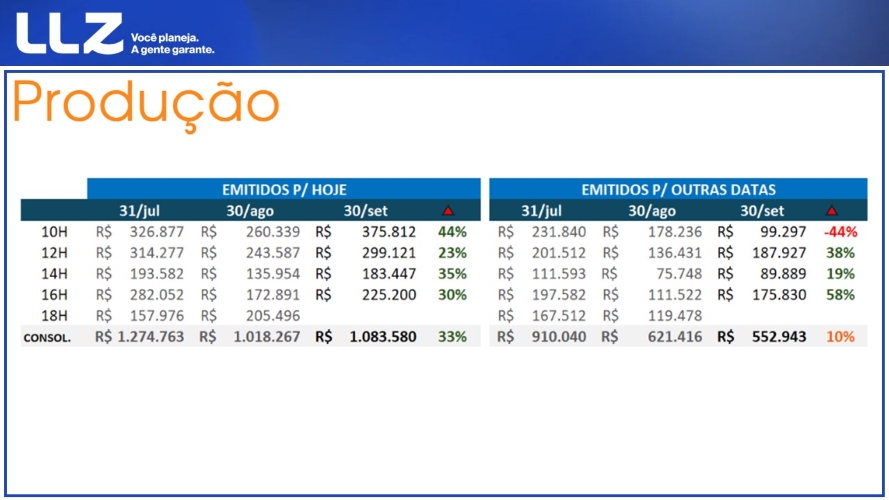 LLZ
Você planeja.
A gente garante.
Produção
EMITIDOS P/ HOJE EMITIDOS P/ OUTRAS DATAS
31/jul 30/ago 30/set 31/jul 30/ago 30/set
10H R$ 326.877 R$ 260.339 R$ 375.812 44% R$ 231.840 R$ 178.236 R$ 99.297 -44%
12H R$ 314.277 R$ 243.587 R$ 299.121 23% R$ 201.512 R$ 136.431 R$ 187.927 38%
14H R$ 193.582 R$ 135.954 R$ 183.447 35% R$ 111.593 R$ 75.748 R$ 89.889 19%
16H R$ 282.052 R$ 172.891 R$ 225.200 30% R$ 197.582 R$ 111.522 R$ 175.830 58%
18H R$ 157.976 R$ 205.496 R$ 167.512 R$ 119.478
CONSOL. R$ 1.274.763 R$ 1.018.267 R$ 1.083.580 33% R$ 910.040 R$ 621.416 R$ 552.943 10%